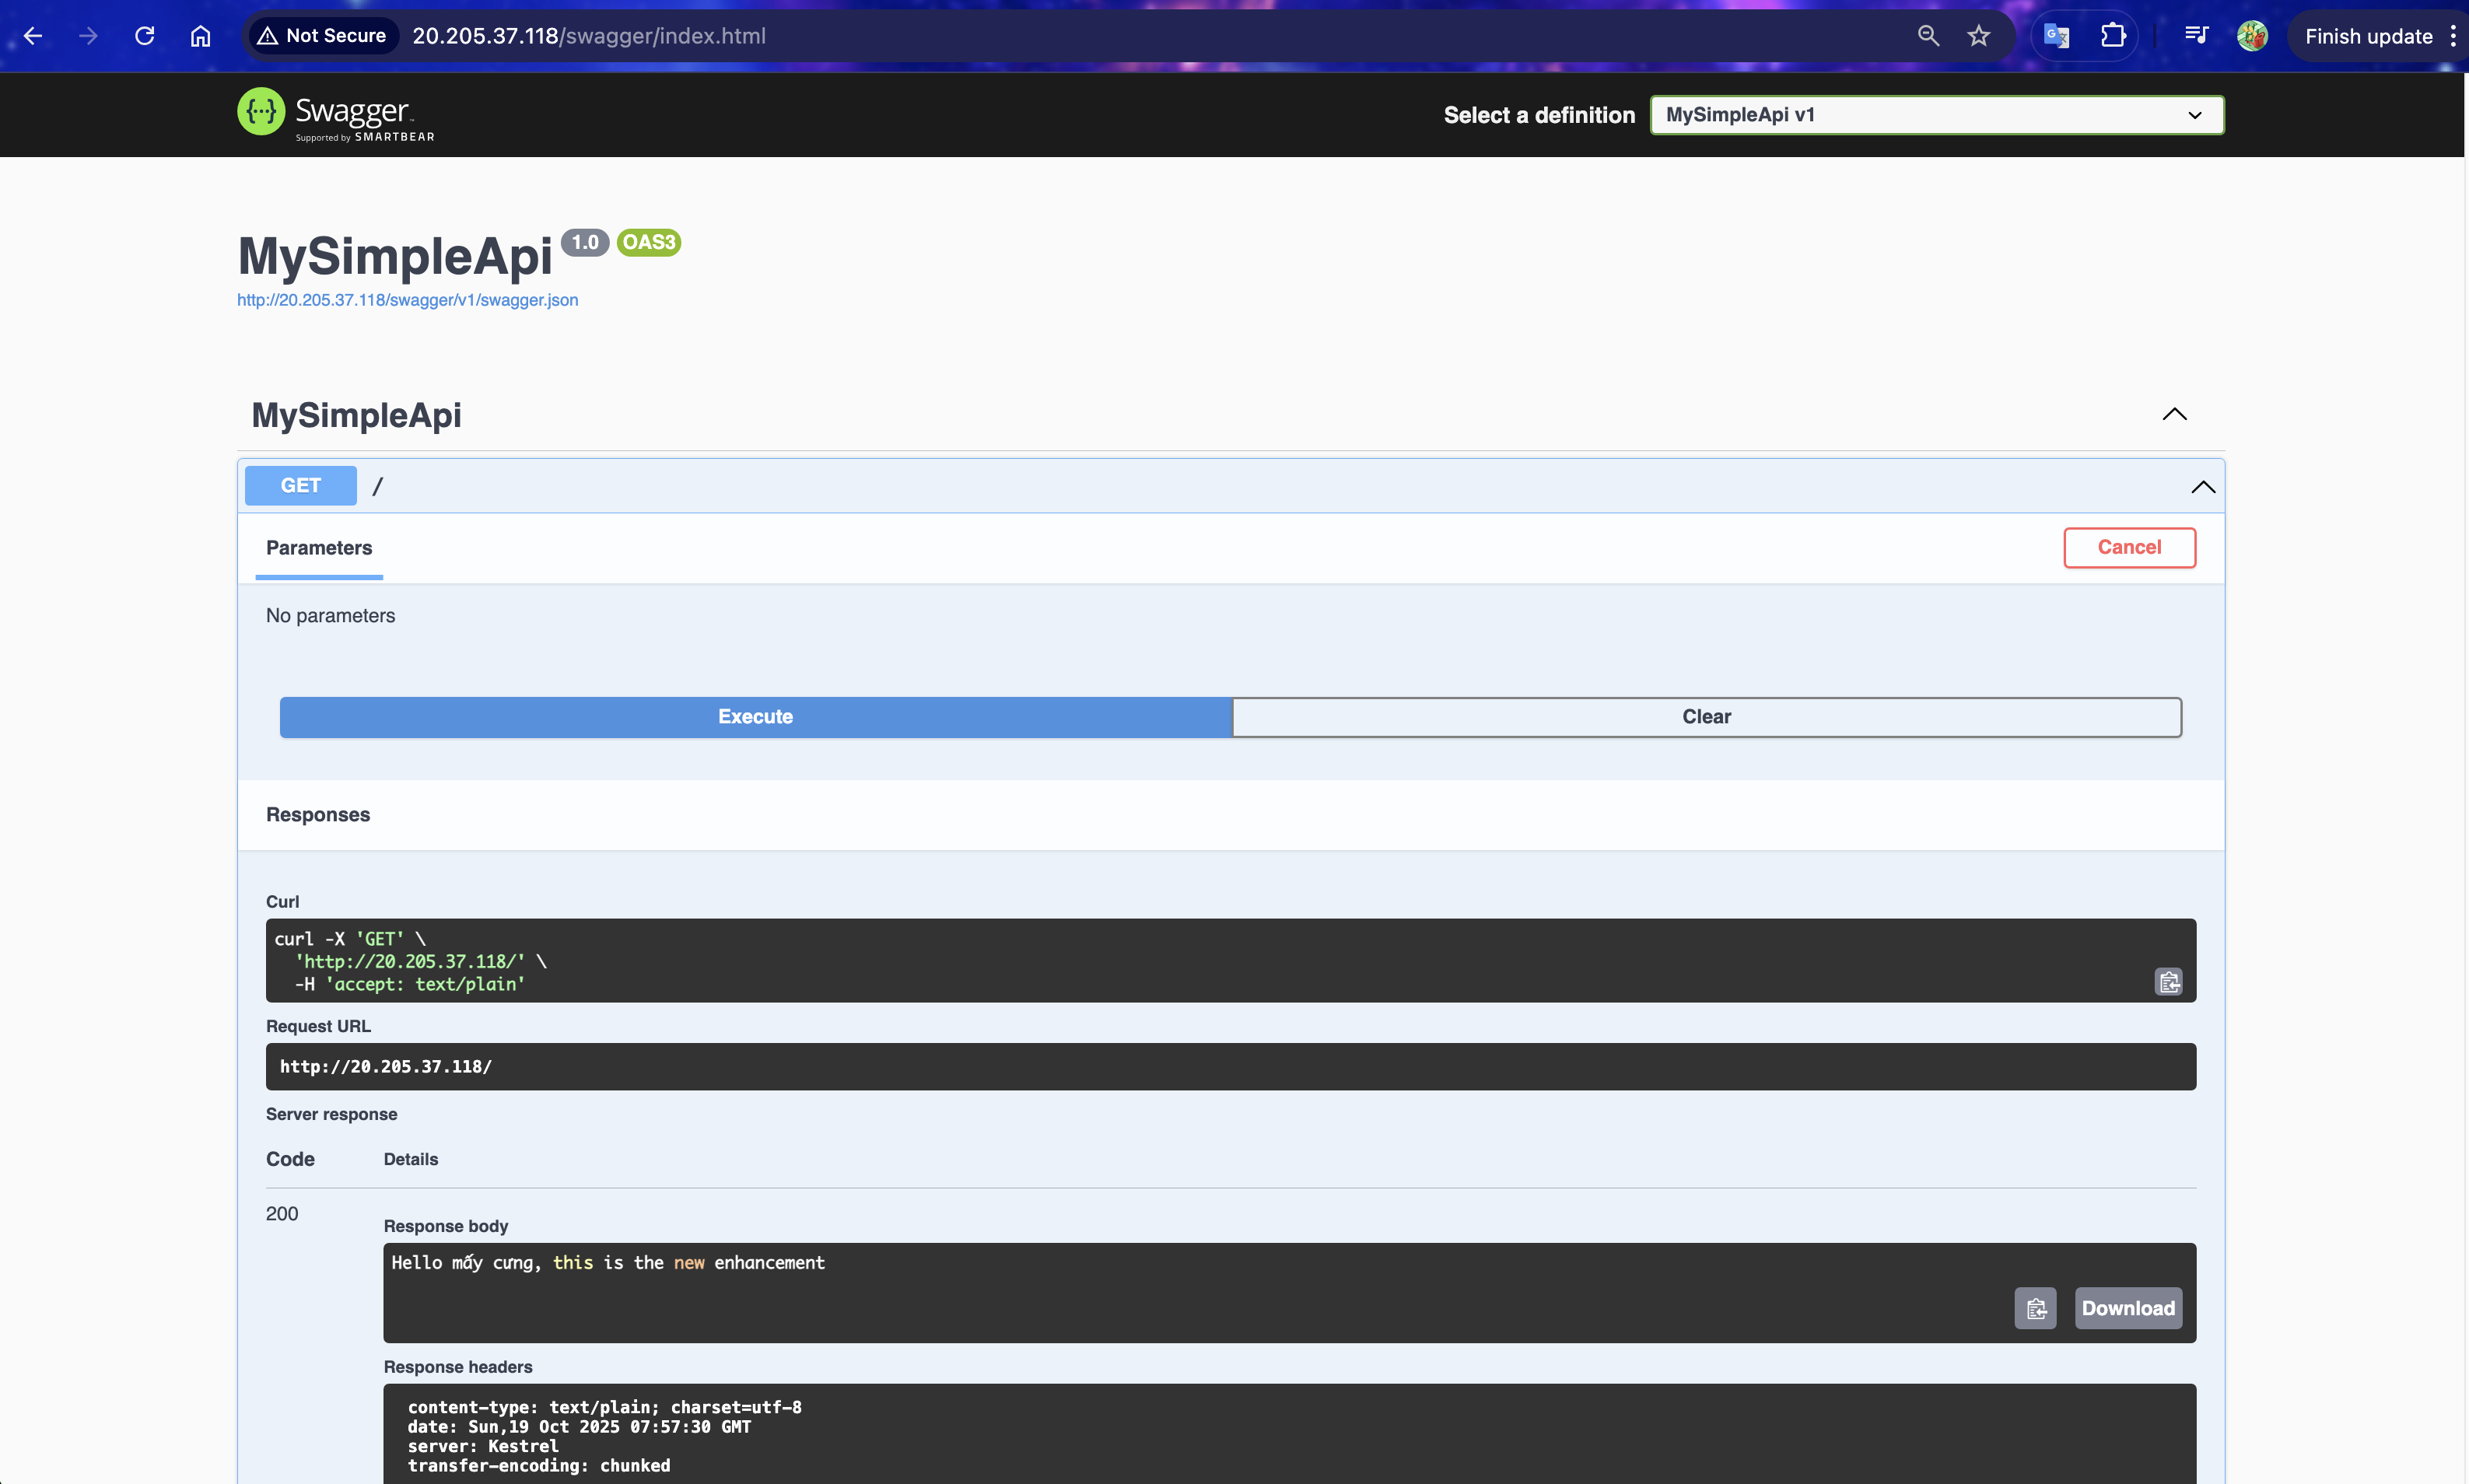 Not Secure
20.205.37.118/swagger/index.html
Finish update
{···}
Swagger™
Supported by SMARTBEAR
Select a definition
MySimpleApi v1
MySimpleApi 1.0 OAS3
http://20.205.37.118/swagger/v1/swagger.json
MySimpleApi
GET /
Parameters
Cancel
No parameters
Execute
Clear
Responses
Curl
curl -X 'GET' \
'http://20.205.37.118/' \
-H 'accept: text/plain'
Request URL
http://20.205.37.118/
Server response
Code Details
200
Response body
Hello mấy cưng, this is the new enhancement
Download
Response headers
content-type: text/plain; charset=utf-8
date: Sun,19 Oct 2025 07:57:30 GMT
server: Kestrel
transfer-encoding: chunked